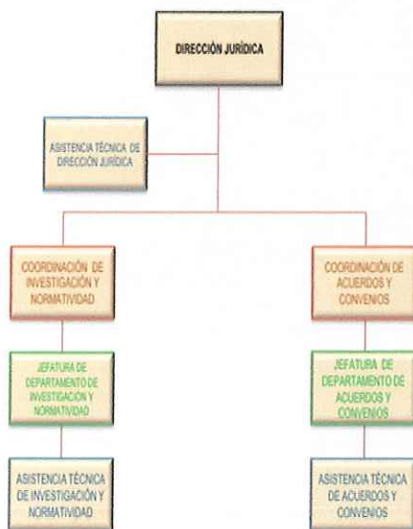 DIRECCIÓN JURÍDICA
ASISTENCIA TÉCNICA DE
DIRECCIÓN JURÍDICA
COORDINACIÓN DE
INVESTIGACIÓN Y
NORMATIVIDAD
COORDINACIÓN DE
ACUERDOS Y
CONVENIOS
JEFATURA DE
DEPARTAMENTO DE
INVESTIGACIÓN Y
NORMATIVIDAD
JEFATURA DE
DEPARTAMENTO DE
ACUERDOS Y
CONVENIOS
ASISTENCIA TÉCNICA
DE INVESTIGACIÓN Y
NORMATIVIDAD
ASISTENCIA TÉCNICA
DE ACUERDOS Y
CONVENIOS